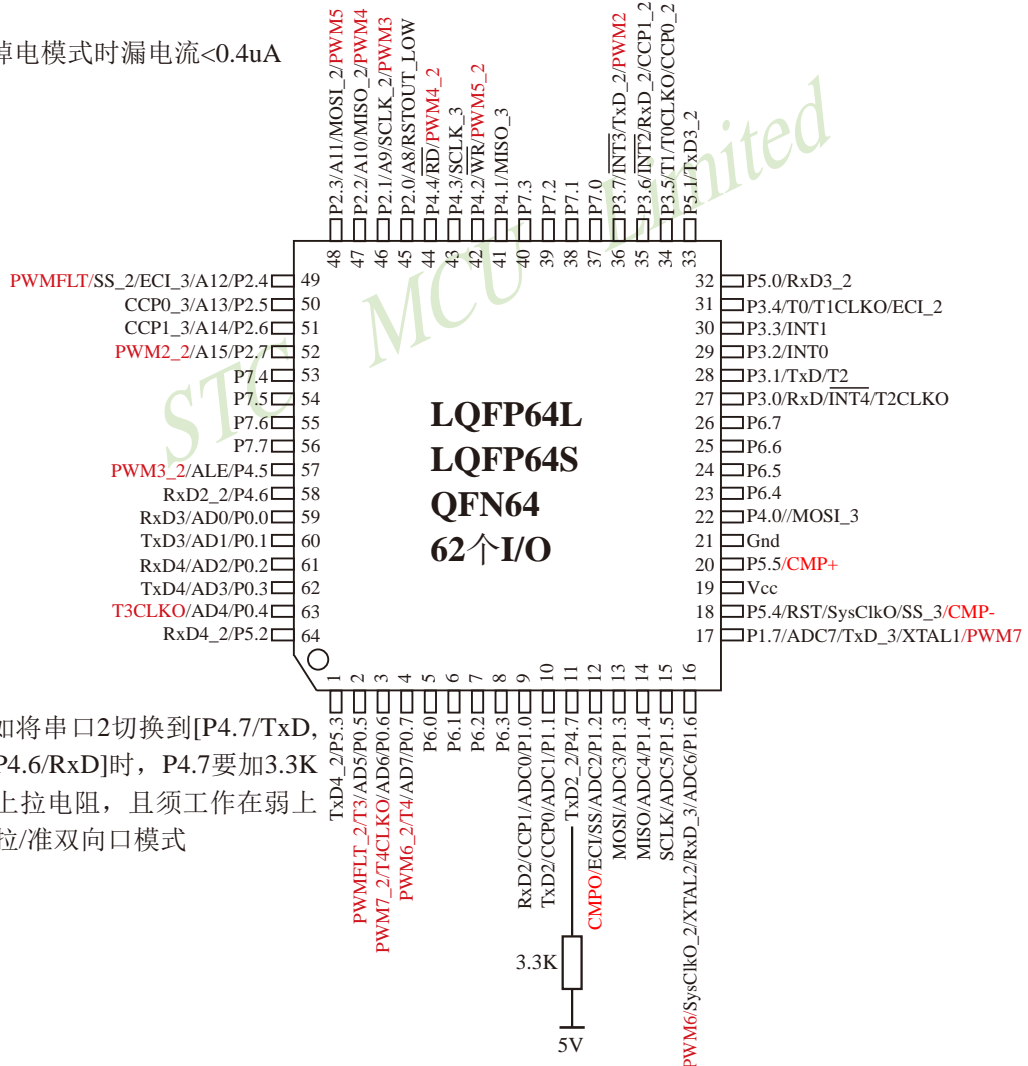 掉电模式时漏电流<0.4uA
P2.3/A11/MOSI_2/PWM5
P2.2/A10/MISO_2/PWM4
P2.1/A9/SCLK_2/PWM3
P2.0/A8/RSTOUT_LOW
P4.4/RD/PWM4_2
P4.3/SCLK_3
P4.2/WR/PWM5_2
P4.1/MISO_3
P7.3
P7.2
P7.1
P7.0
P3.7/INT3/TxD_2/PWM2
P3.6/INT2/RxD_2/CCP1_2
P3.5/T1/T0CLKO/CCP0_2
P5.1/TxD3_2
48 47 46 45 44 43 42 41 40 39 38 37 36 35 34 33
PWMFLT/SS_2/ECI_3/A12/P2.4 49
CCP0_3/A13/P2.5 50
CCP1_3/A14/P2.6 51
PWM2_2/A15/P2.7 52
P7.4 53
P7.5 54
P7.6 55
P7.7 56
PWM3_2/ALE/P4.5 57
RxD2_2/P4.6 58
RxD3/AD0/P0.0 59
TxD3/AD1/P0.1 60
RxD4/AD2/P0.2 61
TxD4/AD3/P0.3 62
T3CLKO/AD4/P0.4 63
RxD4_2/P5.2 64
STC MCU Limited
LQFP64L
LQFP64S
QFN64
62个I/O
32 P5.0/RxD3_2
31 P3.4/T0/T1CLKO/ECI_2
30 P3.3/INT1
29 P3.2/INT0
28 P3.1/TxD/T2
27 P3.0/RxD/INT4/T2CLKO
26 P6.7
25 P6.6
24 P6.5
23 P6.4
22 P4.0//MOSI_3
21 Gnd
20 P5.5/CMP+
19 Vcc
18 P5.4/RST/SysClkO/SS_3/CMP-
17 P1.7/ADC7/TxD_3/XTAL1/PWM7
1 2 3 4 5 6 7 8 9 10 11 12 13 14 15 16
TxD4_2/P5.3
PWMFLT_2/T3/AD5/P0.5
PWM7_2/T4CLKO/AD6/P0.6
PWM6_2/T4/AD7/P0.7
P6.0
P6.1
P6.2
P6.3
RxD2/CCP1/ADC0/P1.0
TxD2/CCP0/ADC1/P1.1
TxD2_2/P4.7
CMPO/ECI/SS/ADC2/P1.2
MOSI/ADC3/P1.3
MISO/ADC4/P1.4
SCLK/ADC5/P1.5
PWM6/SysClkO_2/XTAL2/RxD_3/ADC6/P1.6
如将串口2切换到[P4.7/TxD,
P4.6/RxD]时，P4.7要加3.3K
上拉电阻，且须工作在弱上
拉/准双向口模式
3.3K
5V